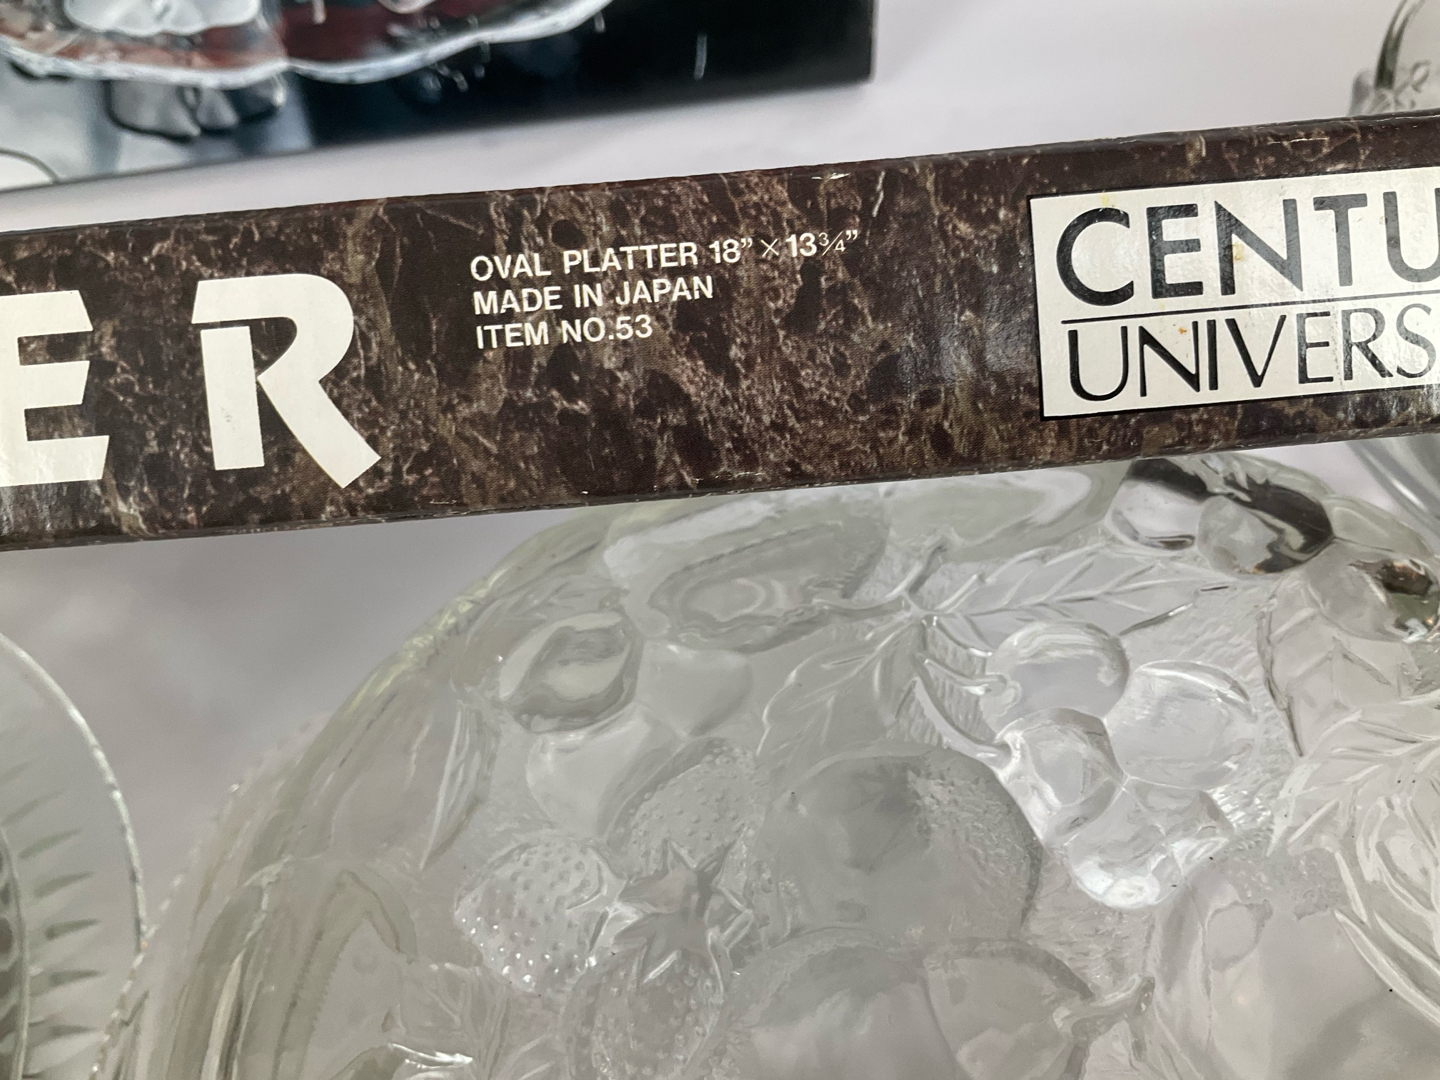 ER
OVAL PLATTER 18” × 13¾”
MADE IN JAPAN
ITEM NO.53
CENTU
UNIVERS